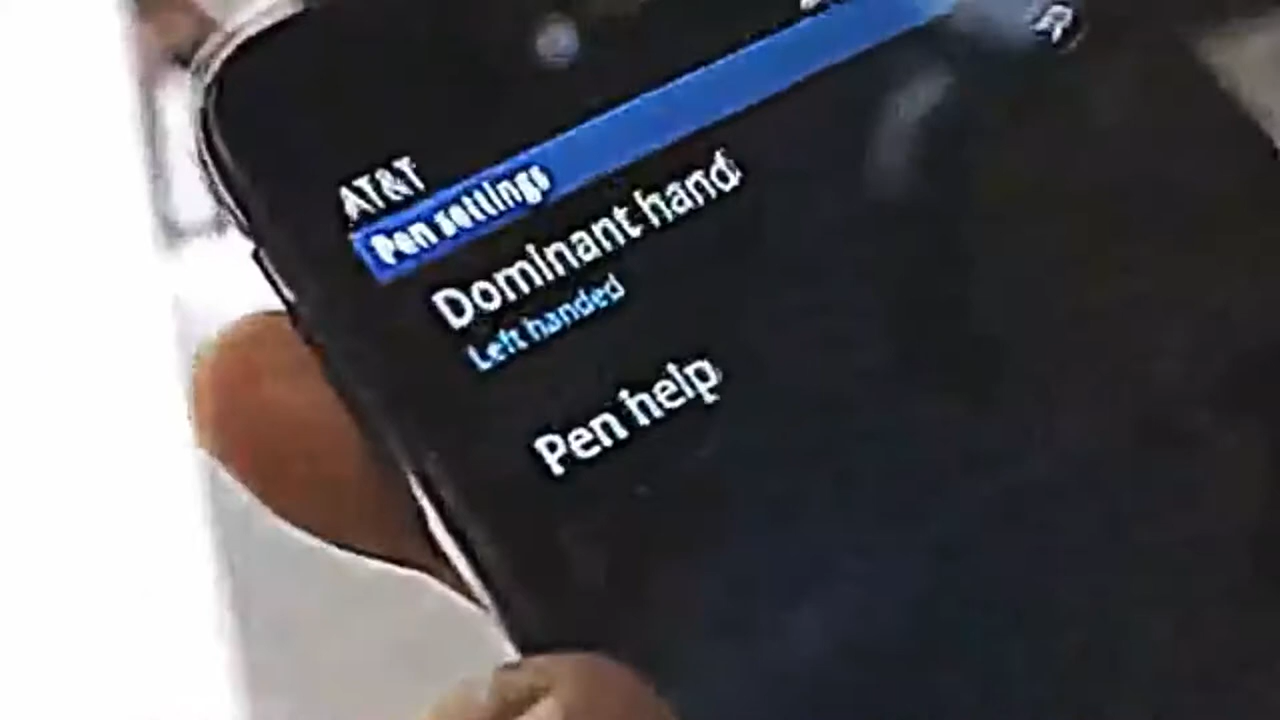 AT&T
Pen settings
Dominant hand
Left handed
Pen help